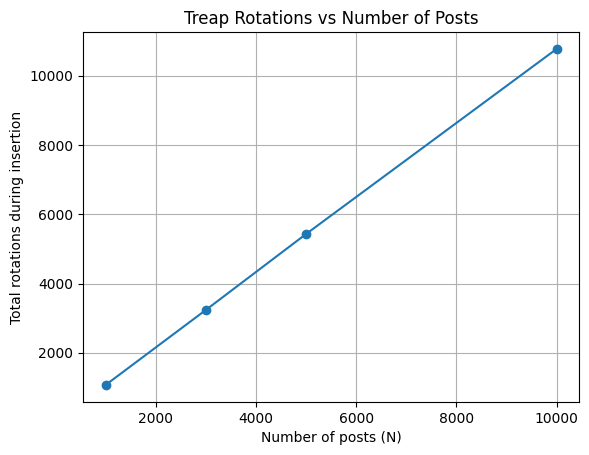 Treap Rotations vs Number of Posts
Total rotations during insertion
10000
8000
6000
4000
2000
2000 4000 6000 8000 10000
Number of posts (N)